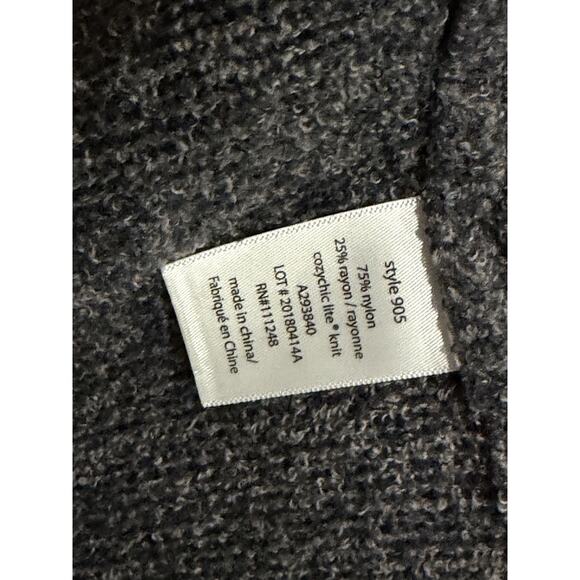 style 905
75% nylon
25% rayon / rayonne
cozychic lite® knit
A293840
LOT # 20180414A
RN#111248
made in china/
Fabriqué en Chine